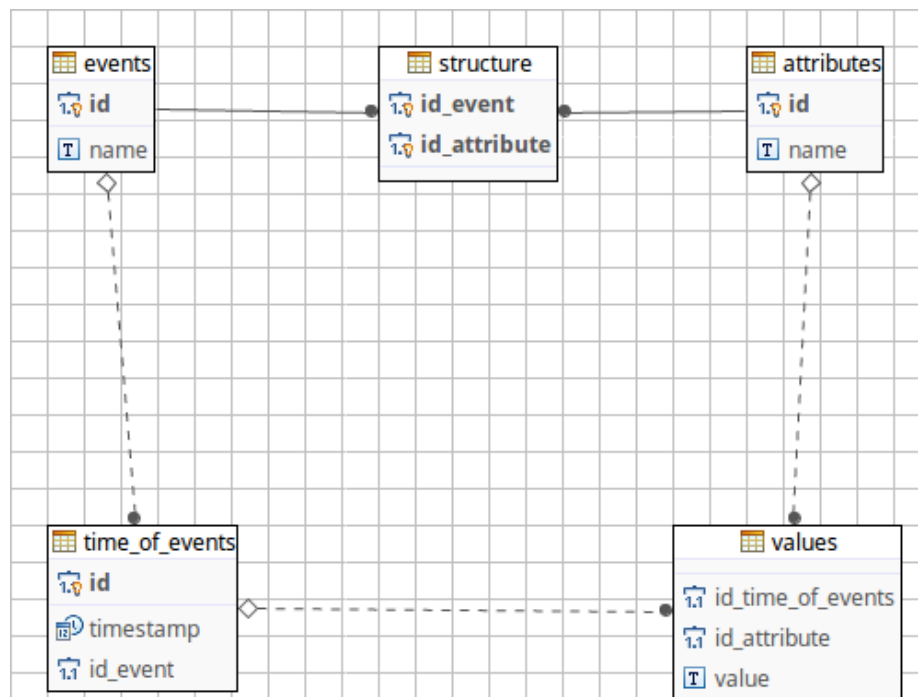 events
id
name
structure
id_event
id_attribute
attributes
id
name
time_of_events
id
timestamp
id_event
values
id_time_of_events
id_attribute
value